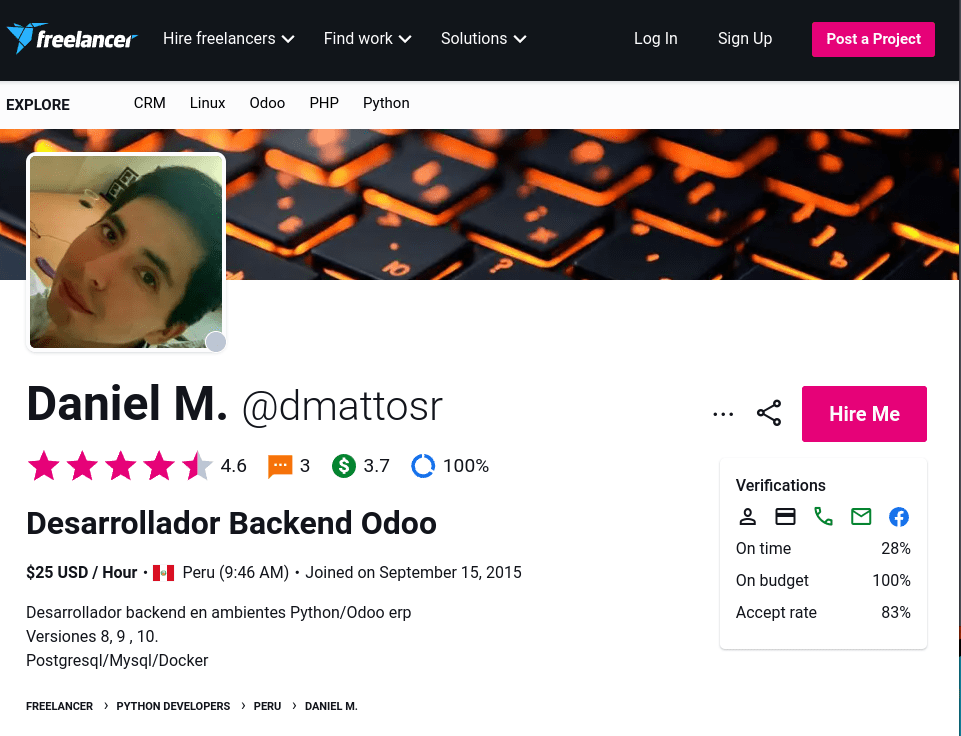 freelancer Hire freelancers Find work Solutions Log In Sign Up Post a Project
EXPLORE CRM Linux Odoo PHP Python
10 ?
Daniel M. @dmattosr
Hire Me
4.6 3 3.7 100%
Desarrollador Backend Odoo
$25 USD / Hour • Peru (9:46 AM) • Joined on September 15, 2015
Desarrollador backend en ambientes Python/Odoo erp
Versiones 8, 9 , 10.
Postgresql/Mysql/Docker
Verifications
On time 28%
On budget 100%
Accept rate 83%
FREELANCER › PYTHON DEVELOPERS › PERU › DANIEL M.